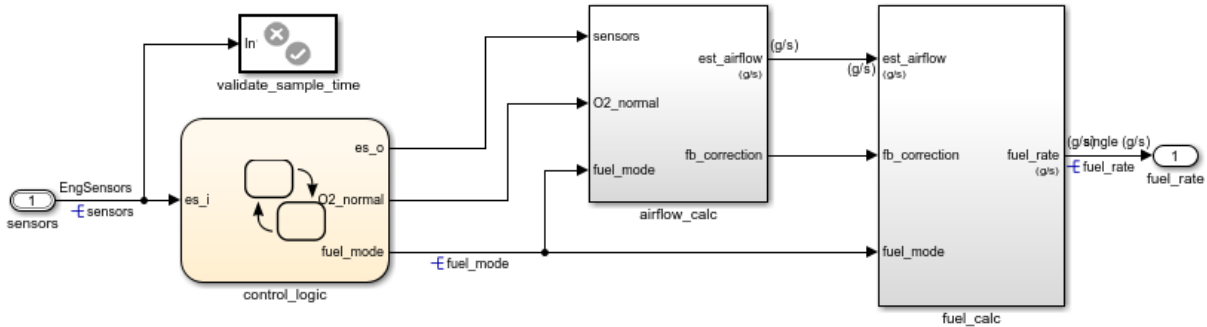 In
validate_sample_time
1
sensors
EngSensors
sensors
es_i
es_o
O2_normal
fuel_mode
control_logic
fuel_mode
sensors
O2_normal
fuel_mode
est_airflow
(g/s)
fb_correction
airflow_calc
(g/s)
(g/s)
est_airflow
(g/s)
fb_correction
fuel_mode
fuel_rate
(g/s)
fuel_calc
(g/s)
single (g/s)
fuel_rate
1
fuel_rate